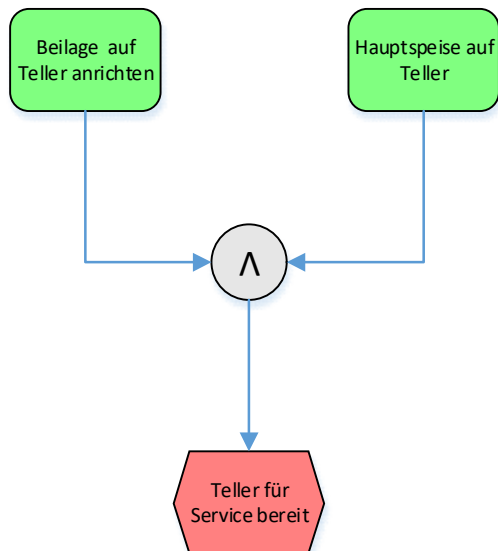 Beilage auf
Teller anrichten
Hauptspeise auf
Teller
Λ
Teller für
Service bereit